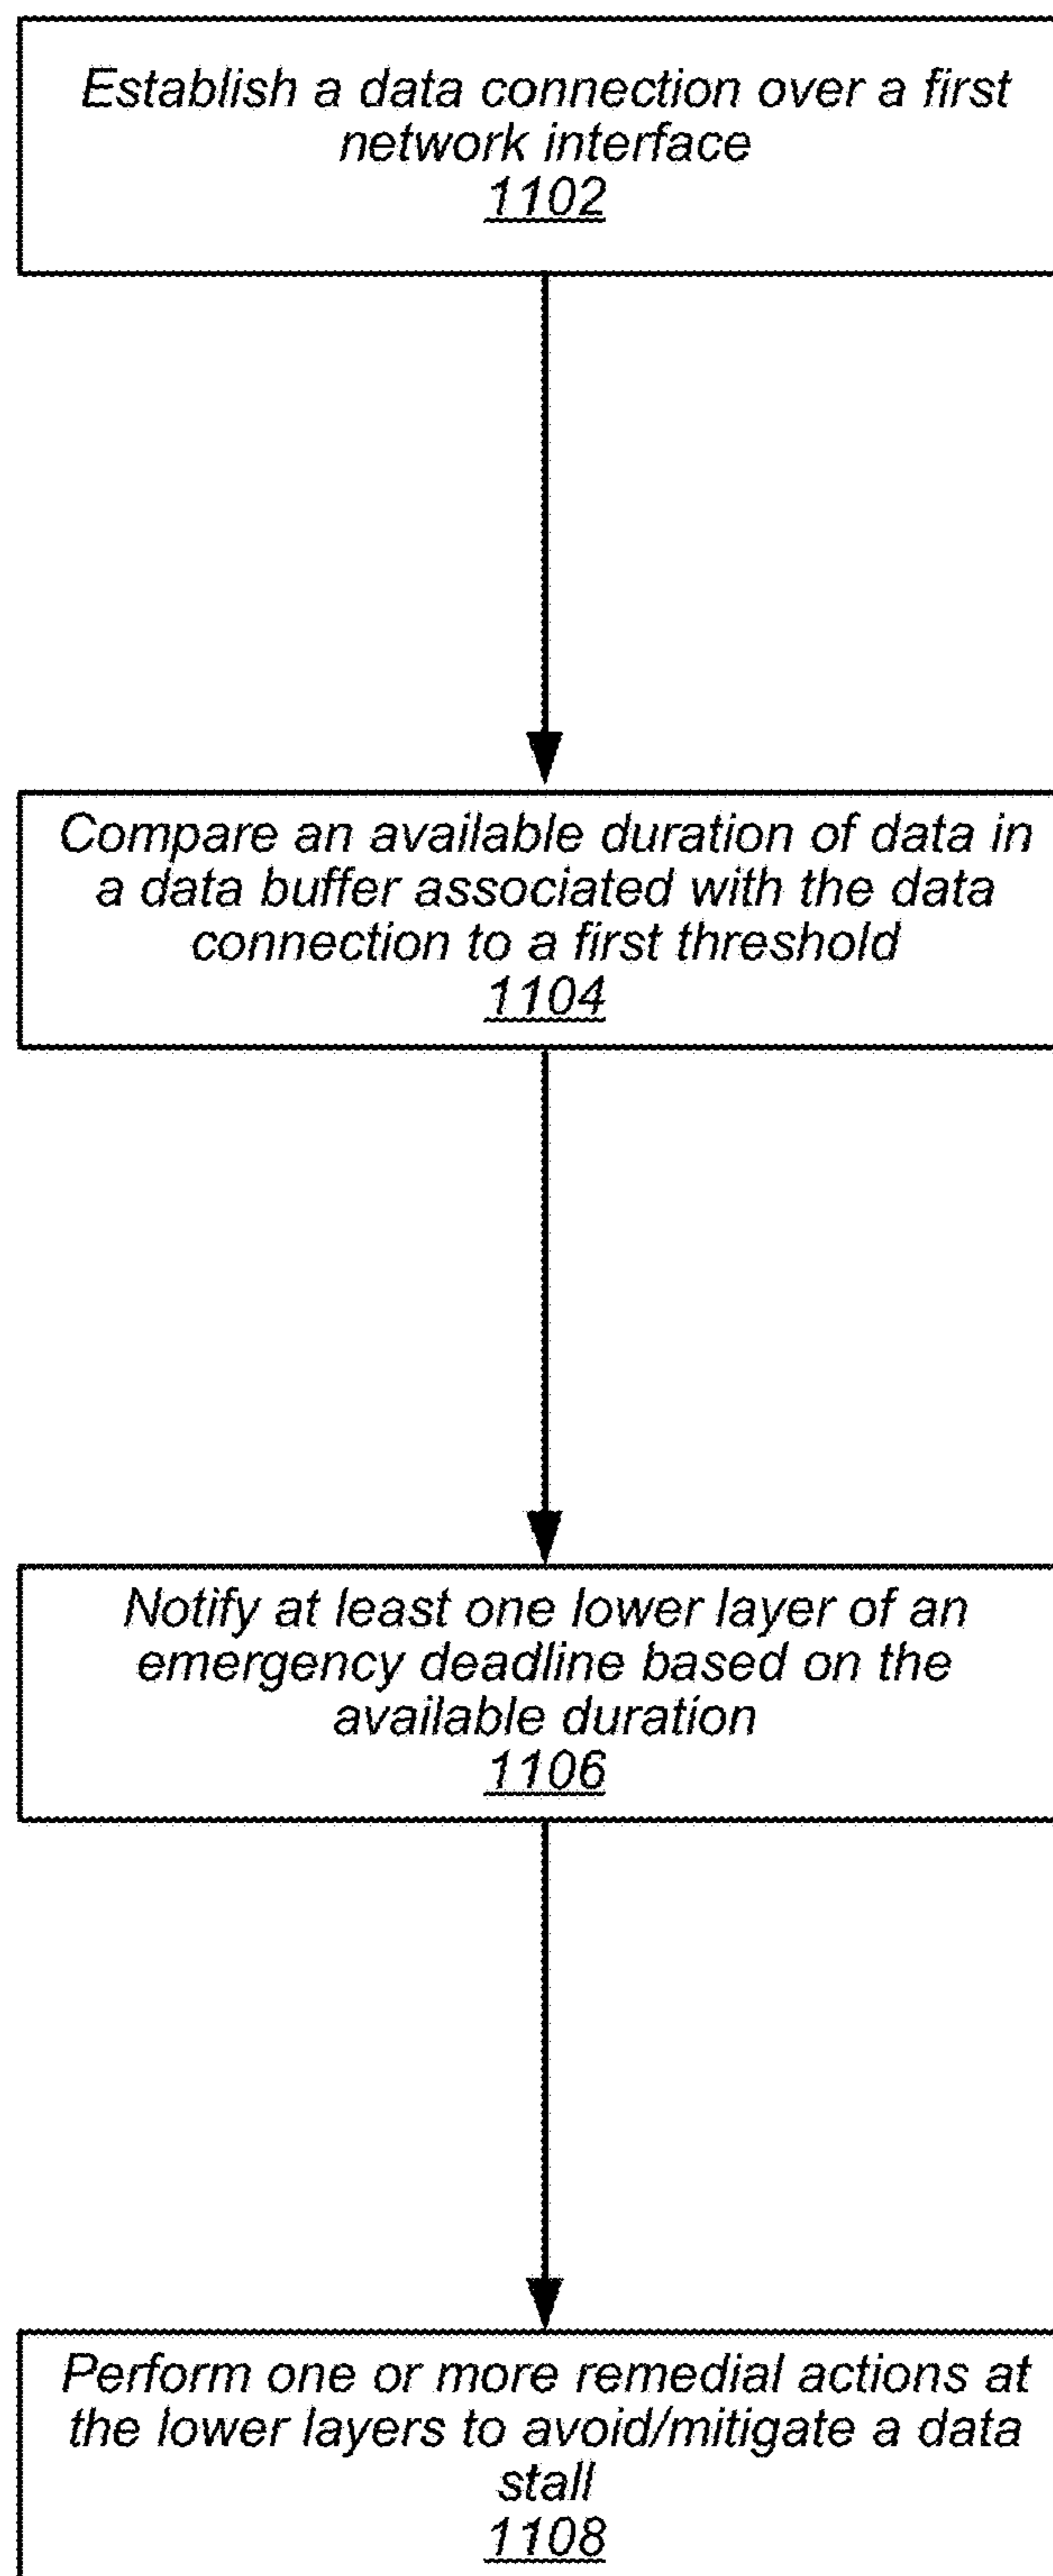 Establish a data connection over a first
network interface
1102
Compare an available duration of data in
a data buffer associated with the data
connection to a first threshold
1104
Notify at least one lower layer of an
emergency deadline based on the
available duration
1106
Perform one or more remedial actions at
the lower layers to avoid/mitigate a data
stall
1108